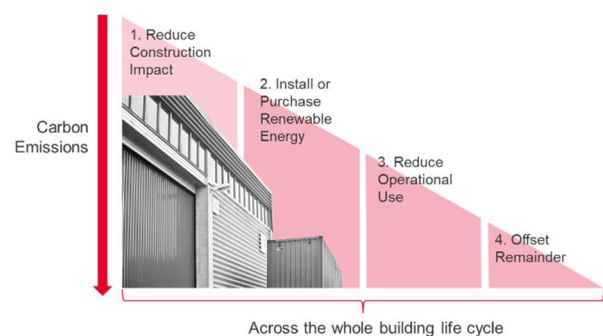 1. Reduce
Construction
Impact
2. Install or
Purchase
Renewable
Energy
Carbon
Emissions
3. Reduce
Operational
Use
4. Offset
Remainder
Across the whole building life cycle